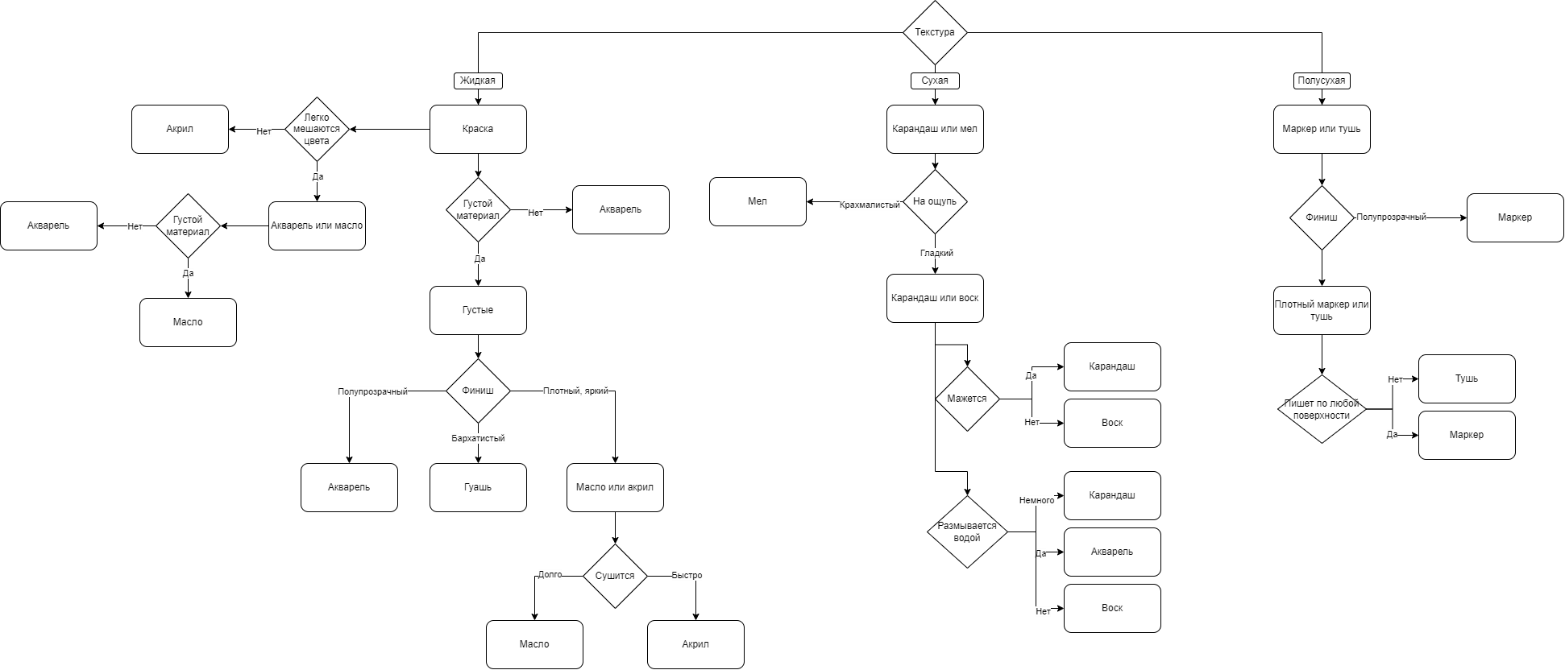 Текстура
Жидкая
Сухая
Полусухая
Акрил
Нет
Легко
мешаются
цвета
Краска
Карандаш или мел
Маркер или тушь
Да
Акварель
Нет
Густой
материал
Акварель или масло
Густой
материал
Нет
Акварель
Мел
Крахмалистый
На ощупь
Финиш
Полупрозрачный
Маркер
Да
Масло
Да
Густые
Гладкий
Карандаш или воск
Плотный маркер или
тушь
Полупрозрачный
Финиш
Плотный, яркий
Бархатистый
Мажется
Да
Карандаш
Нет
Воск
Пишет по любой
поверхности
Нет
Тушь
Да
Маркер
Акварель
Гуашь
Масло или акрил
Размывается
водой
Немного
Карандаш
Да
Акварель
Нет
Воск
Долго
Сушится
Быстро
Масло
Акрил